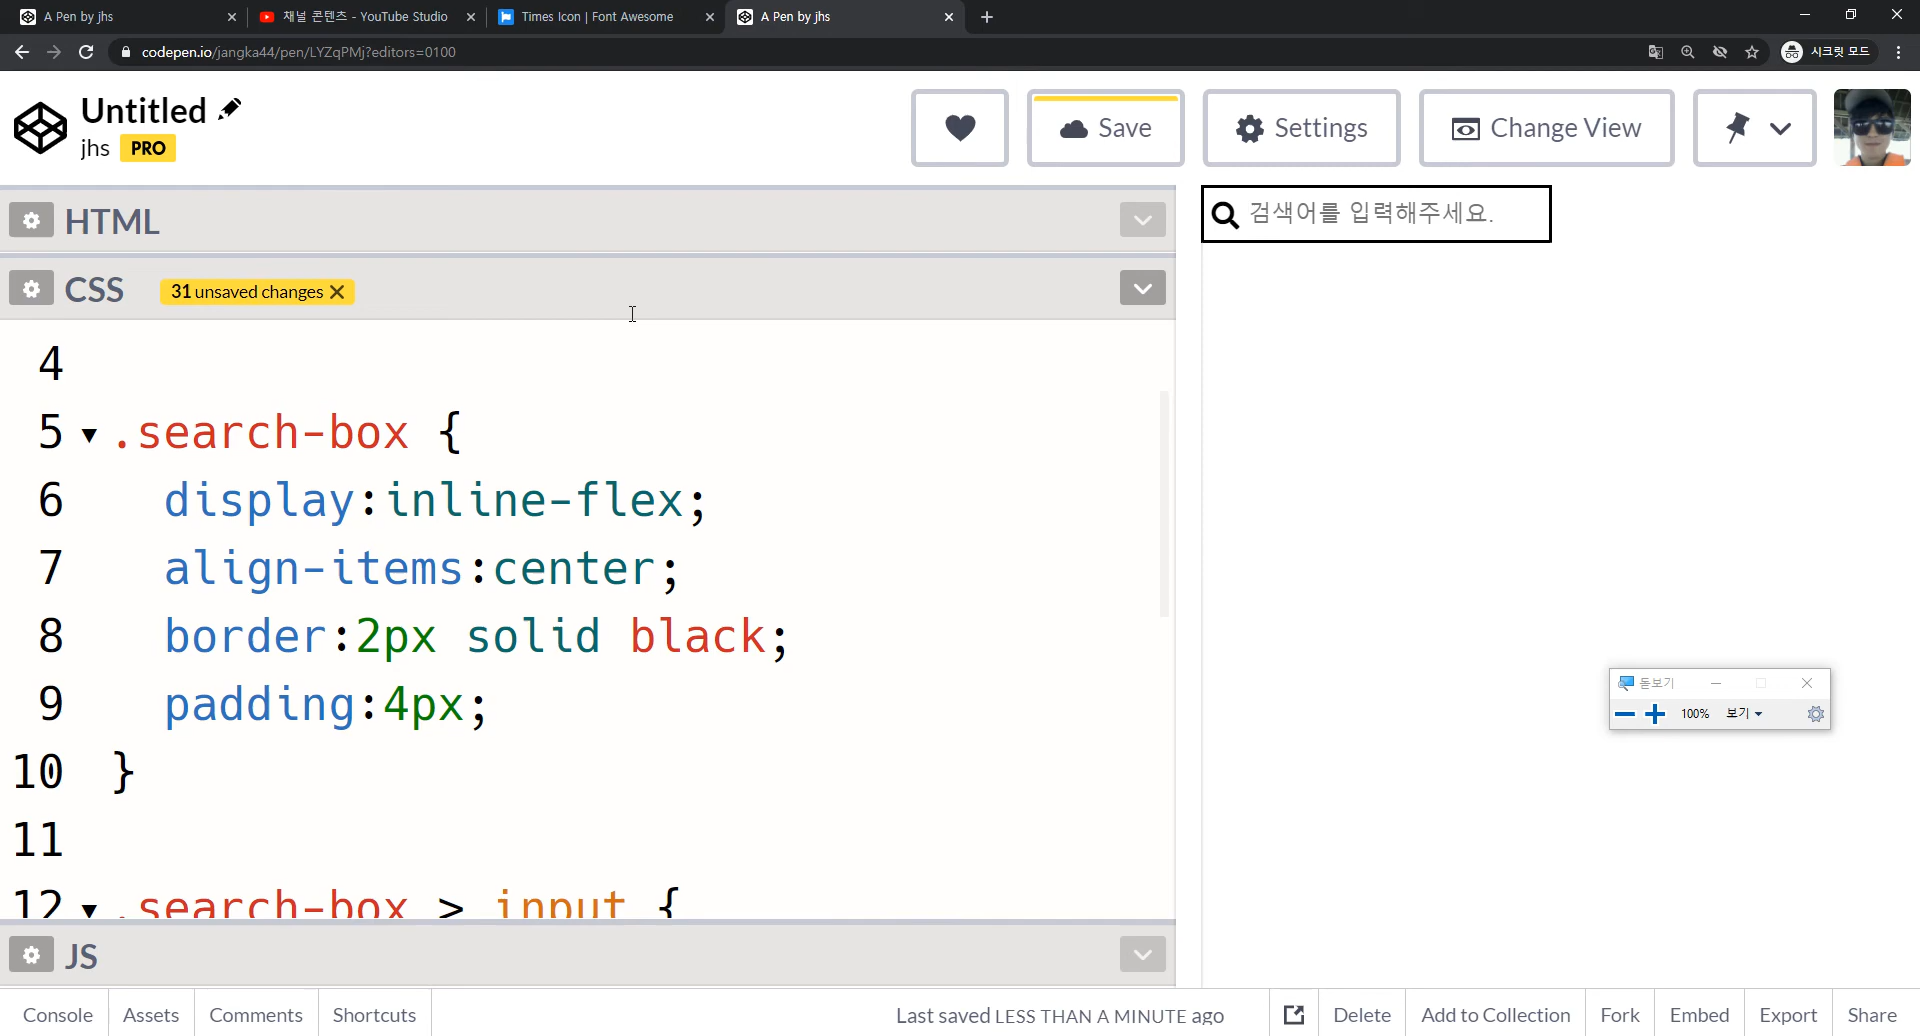 A Pen by jhs
채널 콘텐츠 - YouTube Studio
Times Icon | Font Awesome
A Pen by jhs
codepen.io/jangka44/pen/LYZqPMj?editors=0100
시크릿 모드
Untitled
jhs PRO
Save
Settings
Change View
HTML
검색어를 입력해주세요.
CSS
31 unsaved changes
4
5 .search-box {
6 display:inline-flex;
7 align-items:center;
8 border:2px solid black;
9 padding:4px;
10 }
11
12 .search-box > input {
돋보기
100% 보기
JS
Console
Assets
Comments
Shortcuts
Last saved LESS THAN A MINUTE ago
Delete
Add to Collection
Fork
Embed
Export
Share